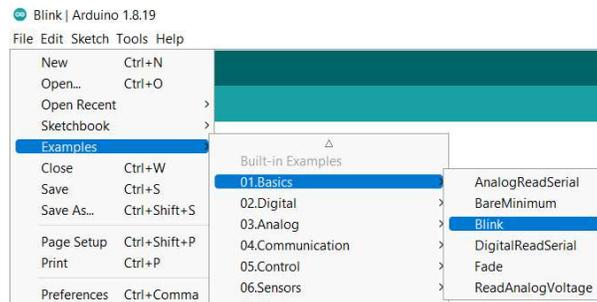 Blink | Arduino 1.8.19
File Edit Sketch Tools Help
New Ctrl+N
Open... Ctrl+O
Open Recent
Sketchbook
Examples
Close Ctrl+W
Save Ctrl+S
Save As... Ctrl+Shift+S
Page Setup Ctrl+Shift+P
Print Ctrl+P
Preferences Ctrl+Comma
Built-in Examples
01.Basics
02.Digital
03.Analog
04.Communication
05.Control
06.Sensors
AnalogReadSerial
BareMinimum
Blink
DigitalReadSerial
Fade
ReadAnalogVoltage